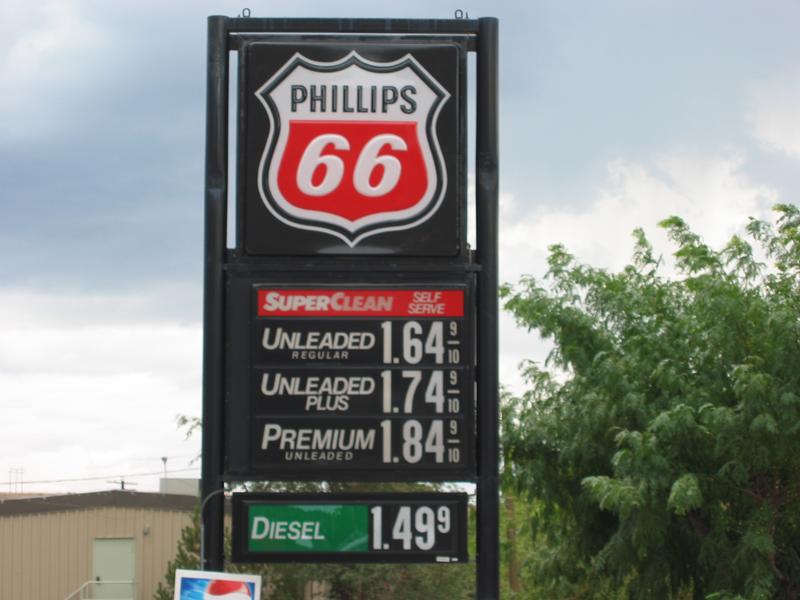 PHILLIPS
66
SUPERCLEAN SELF SERVE
UNLEADED REGULAR 1.64 9/10
UNLEADED PLUS 1.74 9/10
PREMIUM UNLEADED 1.84 9/10
DIESEL 1.49 9